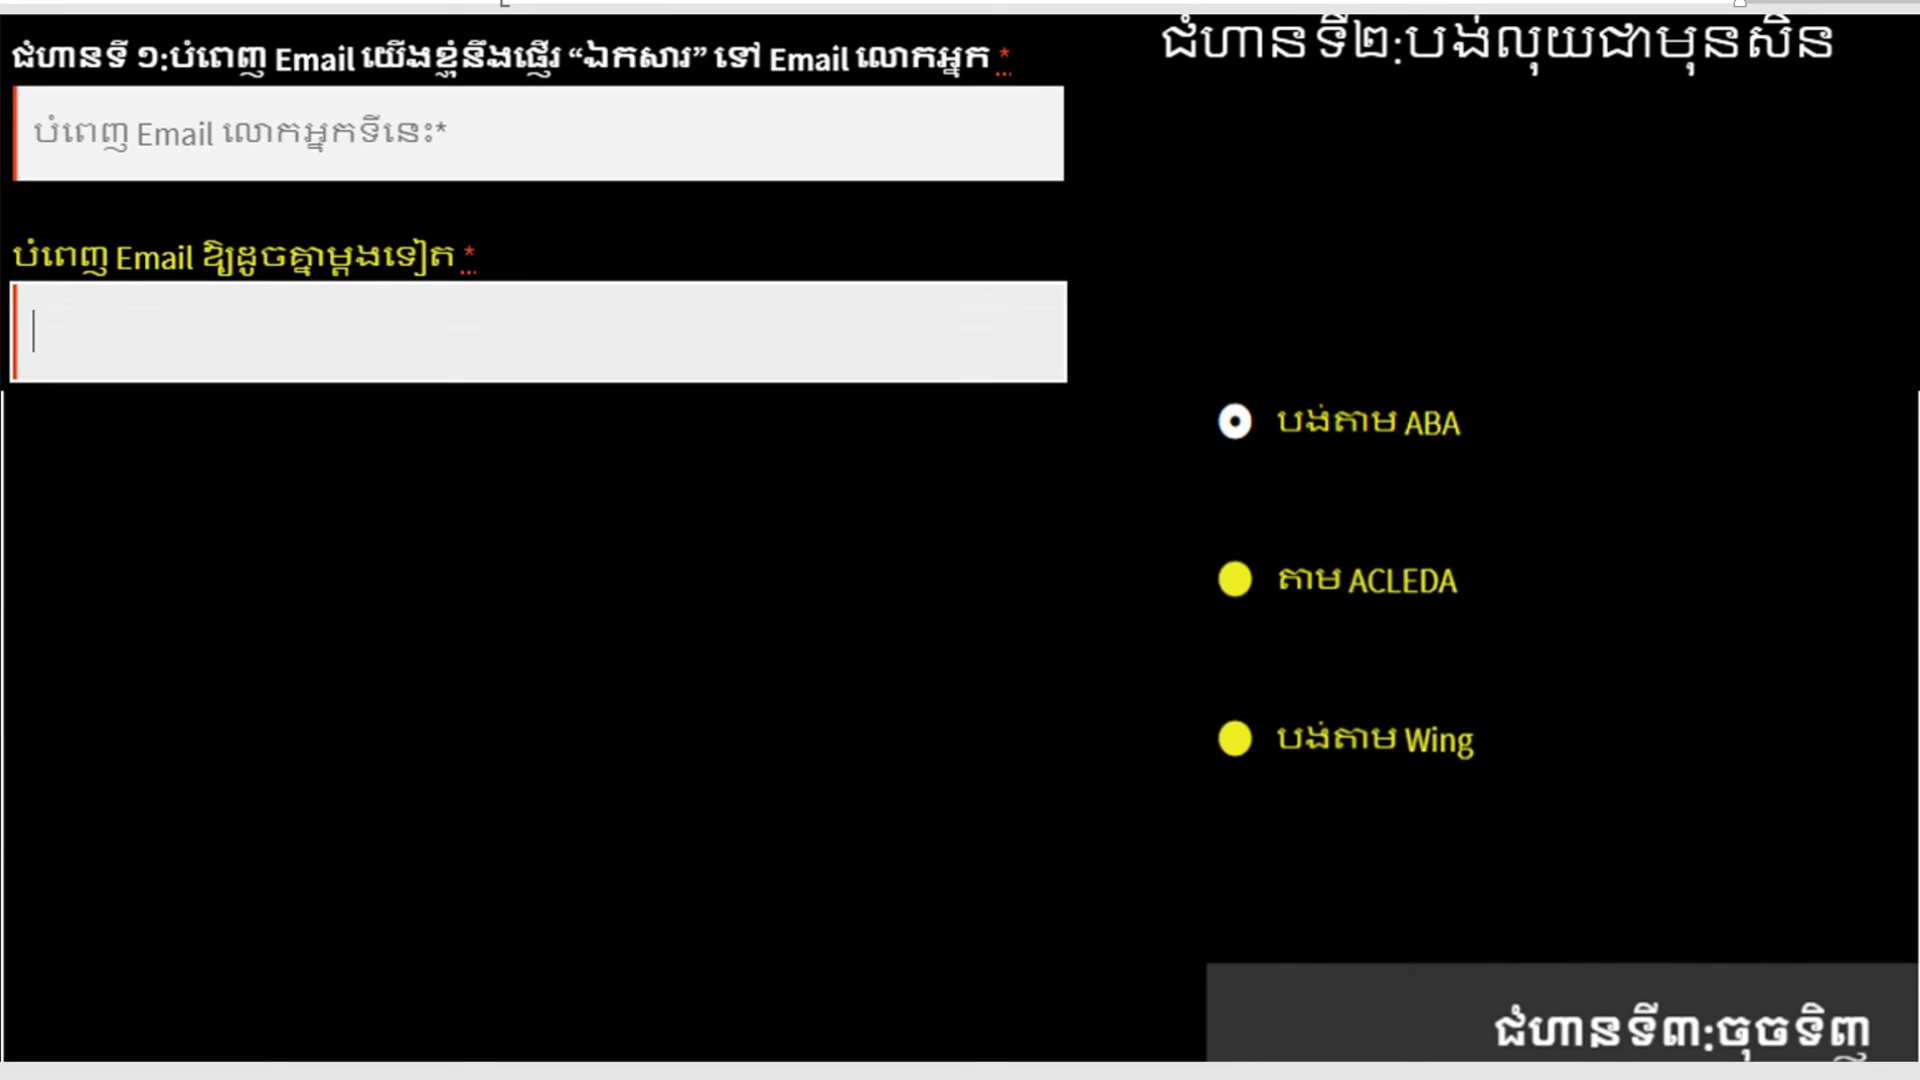 ជំហានទី ១:បំពេញ Email យើងខ្ញុំនឹងផ្ញើរ “ឯកសារ” ទៅ Email លោកអ្នក *
បំពេញ Email លោកអ្នកទីនេះ*
បំពេញ Email ឱ្យដូចគ្នាម្ដងទៀត *
ជំហានទី២:បង់លុយជាមុនសិន
បង់តាម ABA
តាម ACLEDA
បង់តាម Wing
ជំហានទី៣:ចុចទិញ